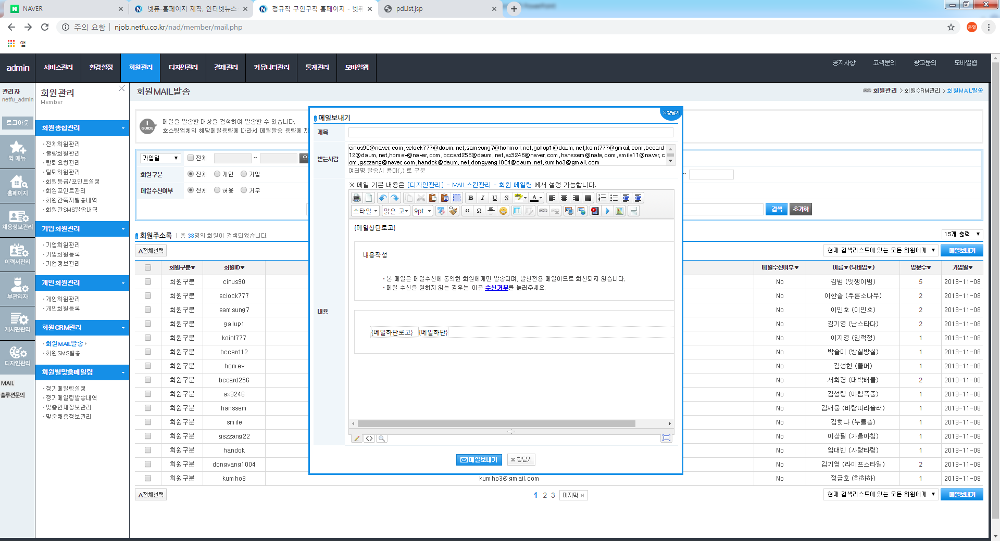 NAVER
넷퓨-홈페이지 제작, 인터넷뉴스
정규직 구인구직 홈페이지 - 넷퓨
pdList.jsp
주의 요함
njob.netfu.co.kr/nad/member/mail.php
준열
앱
admin
서비스관리
환경설정
회원관리
디자인관리
결제관리
커뮤니티관리
통계관리
모바일웹
공지사항
고객문의
광고문의
모바일웹
관리자
netfu_admin
로그아웃
퀵 메뉴
홈페이지
채용정보관리
이력서관리
부관리자
게시판관리
디자인관리
MAIL
솔루션문의
회원관리
Member
회원종합관리
· 전체회원관리
· 불량회원관리
· 탈퇴요청관리
· 탈퇴회원관리
· 회원등급/포인트설정
· 회원포인트관리
· 회원간쪽지발송내역
· 회원간SMS발송내역
기업회원관리
· 기업회원관리
· 기업회원등록
· 기업정보관리
개인회원관리
· 개인회원관리
· 개인회원등록
회원CRM관리
· 회원MAIL발송
· 회원SMS발송
회원별맞춤메일링
· 정기메일링설정
· 정기메일링발송내역
· 맞춤인재정보관리
· 맞춤채용정보관리
회원MAIL발송
회원관리 > 회원CRM관리 > 회원MAIL발송
GUIDE
메일을 발송할 대상을 검색하여 발송할 수 있습니다.
호스팅업체의 해당메일용량에 따라서 메일발송 용량에 제
가입일
전체
~
오
회원구분
전체
개인
기업
~
메일수신여부
전체
허용
거부
검색
초기화
회원주소록 | 총 38명의 회원이 검색되었습니다.
15개 출력
A전체선택
현재 검색리스트에 있는 모든 회원에게
메일보내기
회원구분▼ 회원ID▼ 메일수신여부▼ 이름▼(닉네임▼) 방문수▼ 가입일▼
회원구분 cinus90 No 김범 (멋쟁이범) 5 2013-11-08
회원구분 sclock777 No 이한솔 (푸른소나무) 2 2013-11-08
회원구분 samsung7 No 이민호 (이민호) 2 2013-11-08
회원구분 gallup1 No 김기영 (난스타다) 2 2013-11-08
회원구분 koint777 No 이지영 (임꺽정) 1 2013-11-08
회원구분 bccard12 No 박솔미 (방실방실) 1 2013-11-08
회원구분 homev No 김성현 (플머) 1 2013-11-08
회원구분 bccard256 No 서희경 (대박배틀) 2 2013-11-08
회원구분 ax3246 No 김성령 (아침폭풍) 1 2013-11-08
회원구분 hanssem No 김재웅 (바람따라흘러) 1 2013-11-08
회원구분 smile No 김햇나 (누들송) 1 2013-11-08
회원구분 gszzang22 No 이상필 (가을아침) 1 2013-11-08
회원구분 handok No 임대빈 (사랑타령) 1 2013-11-08
회원구분 dongyang1004 No 김기영 (라이프스타일) 2 2013-11-08
회원구분 kumho3 kumho3@gmail.com No 정금호 (하하하) 1 2013-11-08
A전체선택
1 2 3 마지막
현재 검색리스트에 있는 모든 회원에게
메일보내기
메일보내기
X창닫기
제목
받는사람
cinus90@naver.com,sclock777@daum.net,samsung7@hanmail.net,gallup1@daum.net,koint777@gmail.com,bccard
12@daum.net,homev@naver.com,bccard256@daum.net,ax3246@naver.com,hanssem@nate.com,smile11@naver.c
om,gszzang@naver.com,handok@daum.net,dongyang1004@daum.net,kumho3@gmail.com
여러명 발송시 콤마(,) 로 구분
※ 메일 기본 내용은 [디자인관리] - MAIL스킨관리 - 회원 메일링 에서 설정 가능합니다.
스타일
맑은 고
9pt
내용
{메일상단로고}
내용작성
· 본 메일은 메일수신에 동의한 회원에게만 발송되며, 발신전용 메일이므로 회신되지 않습니다.
· 메일 수신을 원하지 않는 경우는 이곳 수신거부를 눌러주세요.
{메일하단로고} {메일하단}
메일보내기
X 창닫기